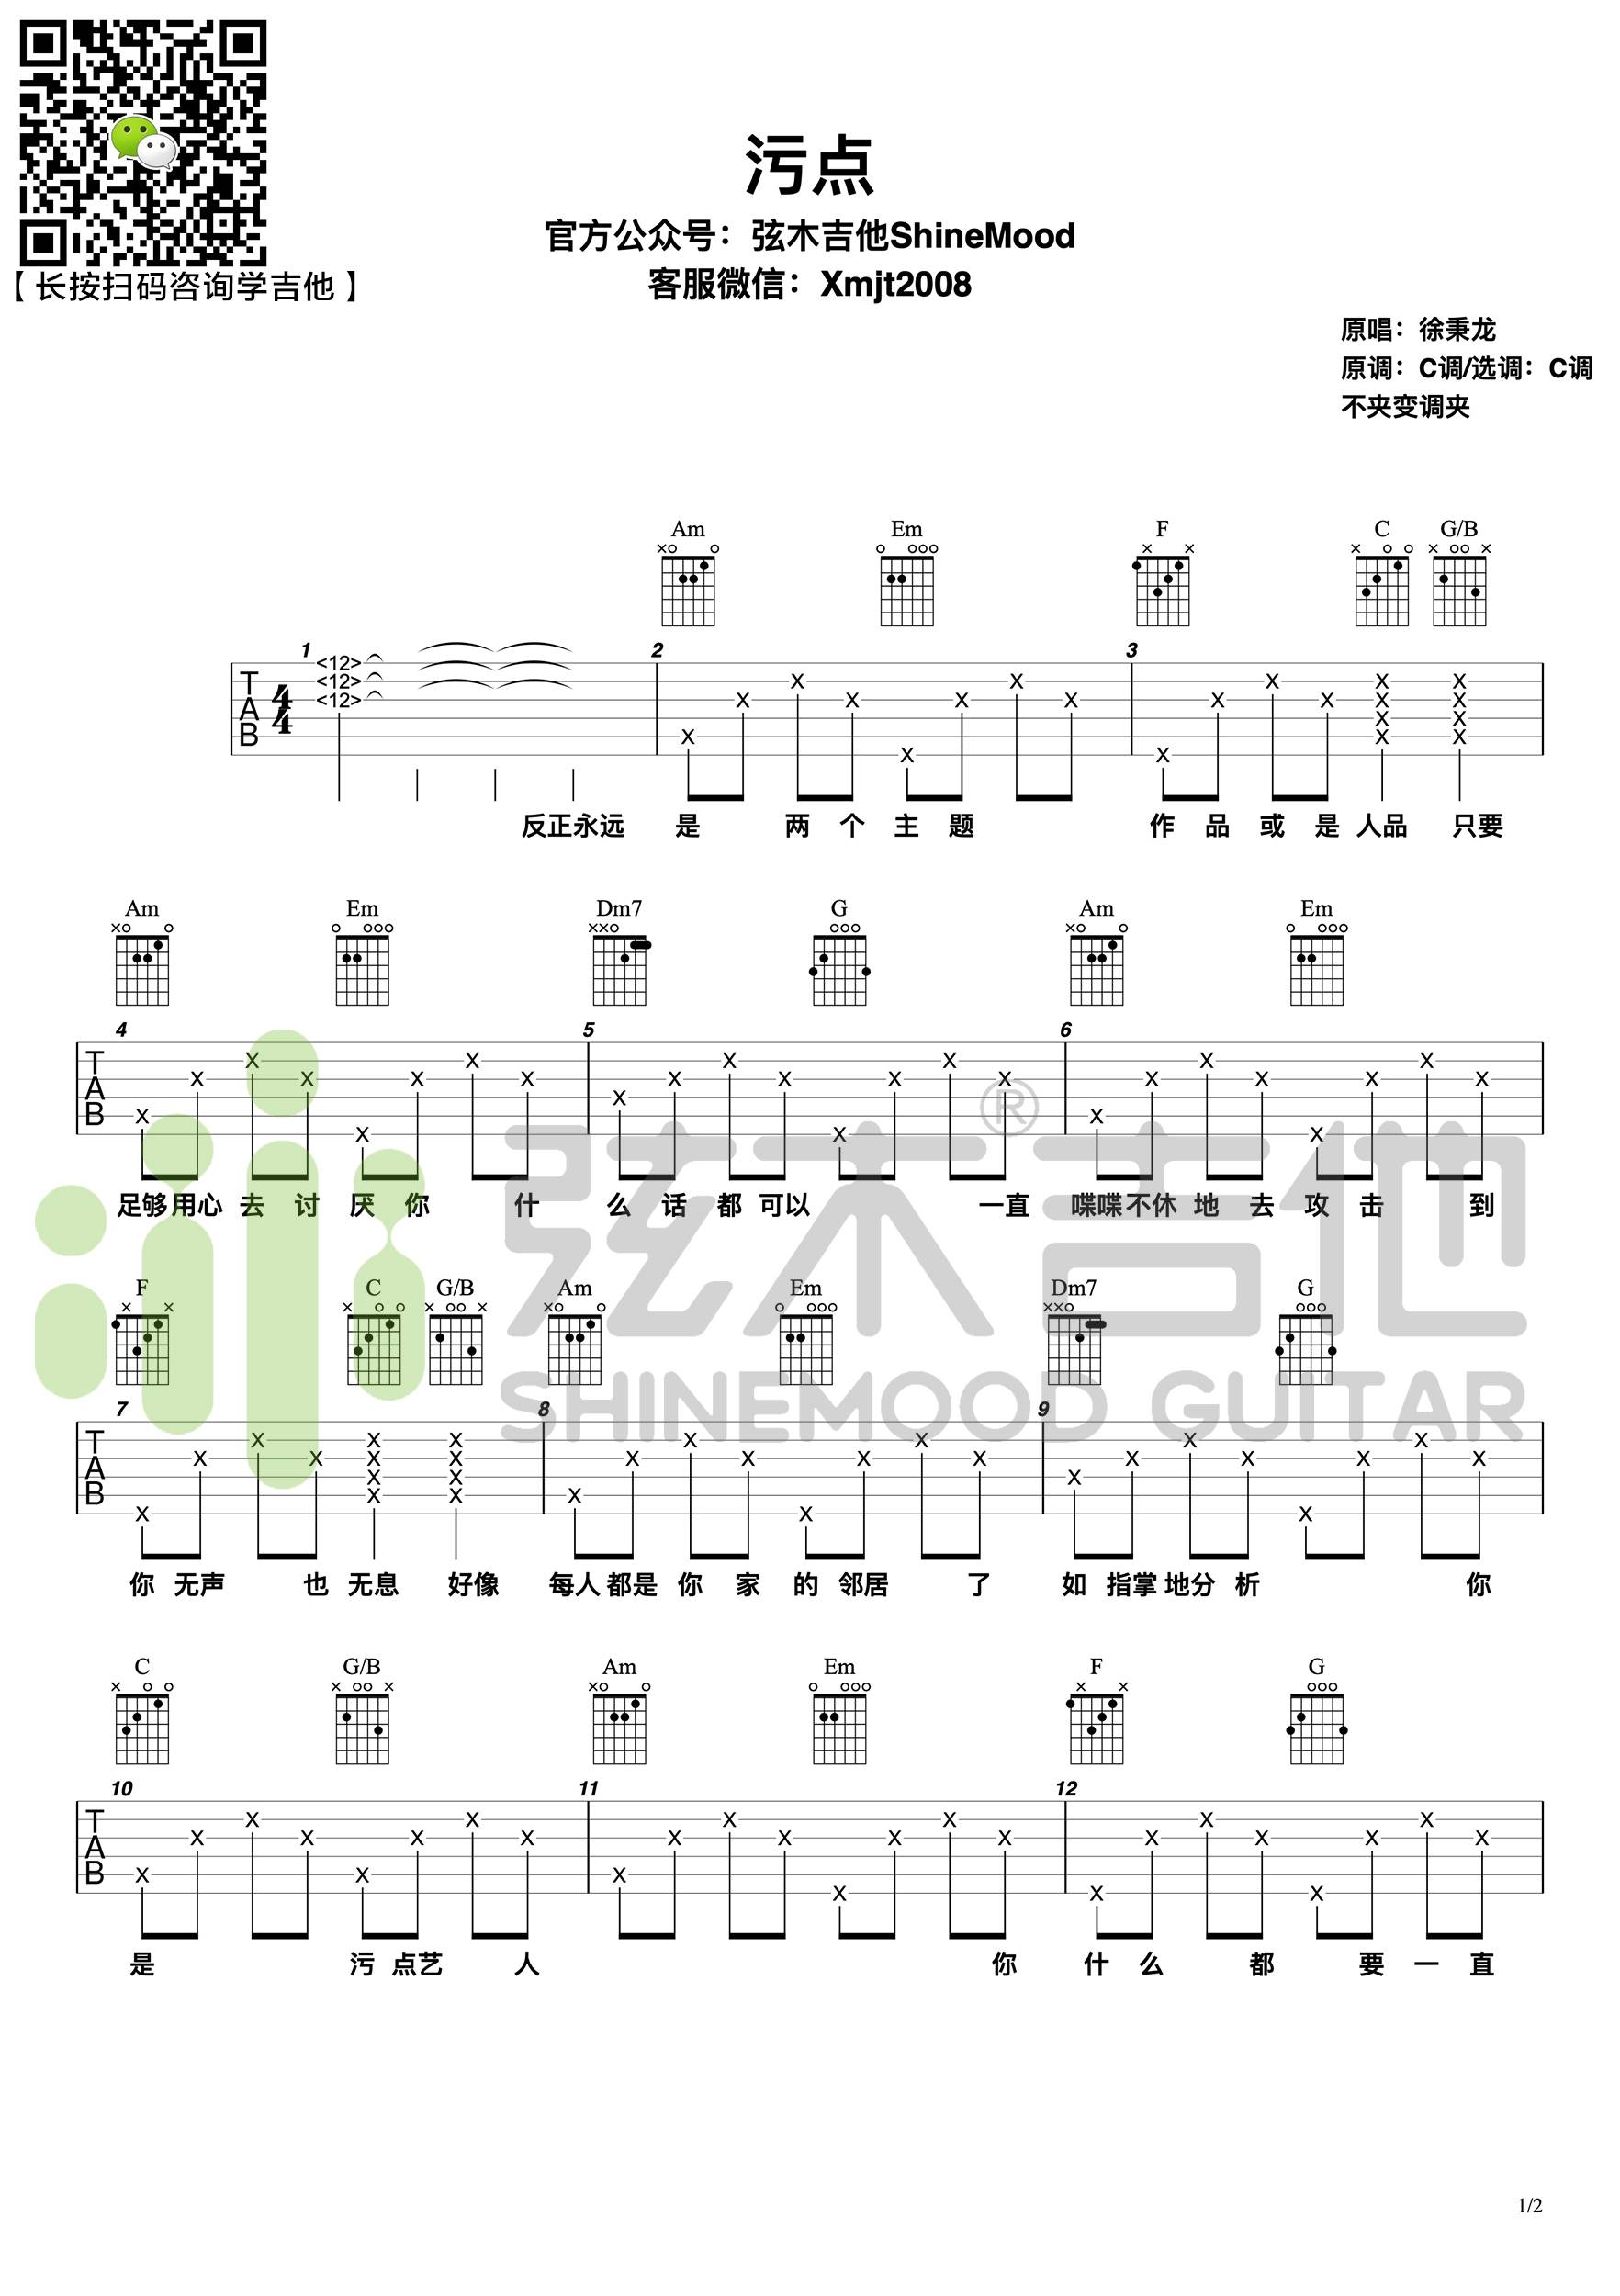 【 长按扫码咨询学吉他 】
污点
官方公众号：弦木吉他ShineMood
客服微信：Xmjt2008
原唱：徐秉龙
原调：C调/选调：C调
不夹变调夹
Am Em F C G/B
1 2 3
<12>
<12>
<12>
T A B 4 4
反正永远 是 两 个 主 题 作 品 或 是 人品 只要
Am Em Dm7 G Am Em
4 5 6
T A B
足够 用心 去 讨 厌 你 什 么 话 都 可以 一直 喋喋 不休 地 去 攻 击 到
弦木®吉他
SHINEMOOD GUITAR
F C G/B Am Em Dm7 G
7 8 9
T A B
你 无声 也 无息 好像 每人 都是 你 家 的 邻居 了 如 指掌 地分 析 你
C G/B Am Em F G
10 11 12
T A B
是 污 点艺 人 你 什 么 都 要 一 直
1/2